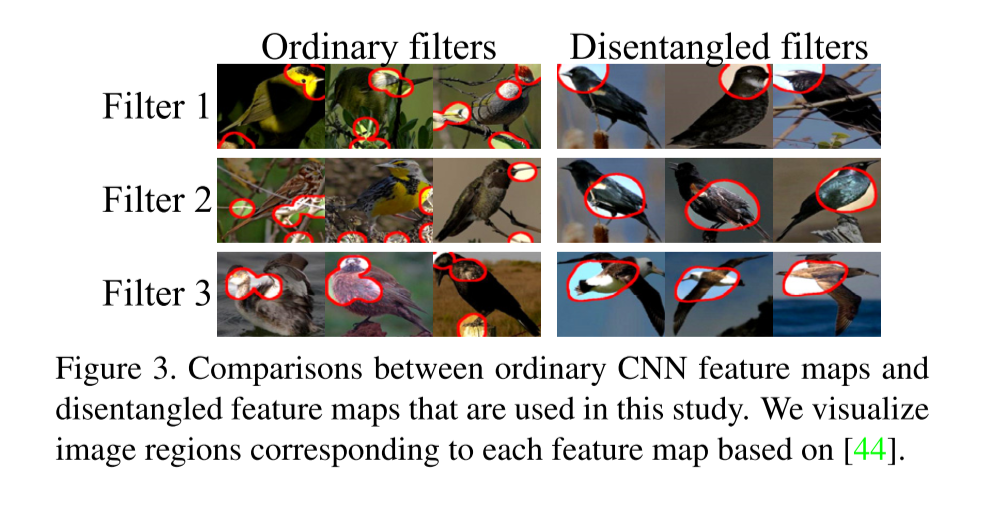 Ordinary filters Disentangled filters
Filter 1
Filter 2
Filter 3
Figure 3. Comparisons between ordinary CNN feature maps and
disentangled feature maps that are used in this study. We visualize
image regions corresponding to each feature map based on [44].